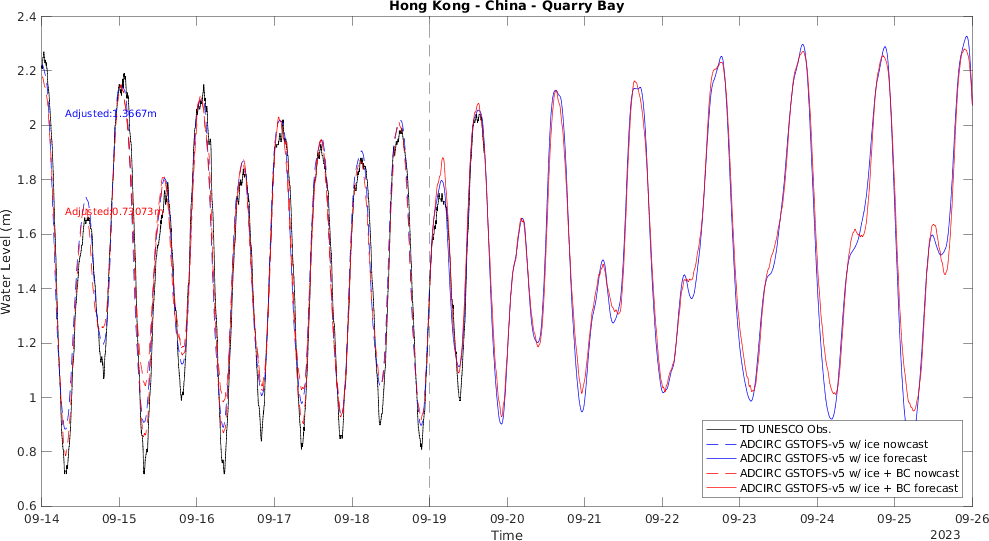 Hong Kong - China - Quarry Bay
2.4
2.2
2
1.8
1.6
1.4
1.2
1
0.8
0.6
Water Level (m)
Adjusted:1.3667m
Adjusted:0.73073m
TD UNESCO Obs.
ADCIRC GSTOFS-v5 w/ ice nowcast
ADCIRC GSTOFS-v5 w/ ice forecast
ADCIRC GSTOFS-v5 w/ ice + BC nowcast
ADCIRC GSTOFS-v5 w/ ice + BC forecast
09-14 09-15 09-16 09-17 09-18 09-19 09-20 09-21 09-22 09-23 09-24 09-25 09-26
Time
2023